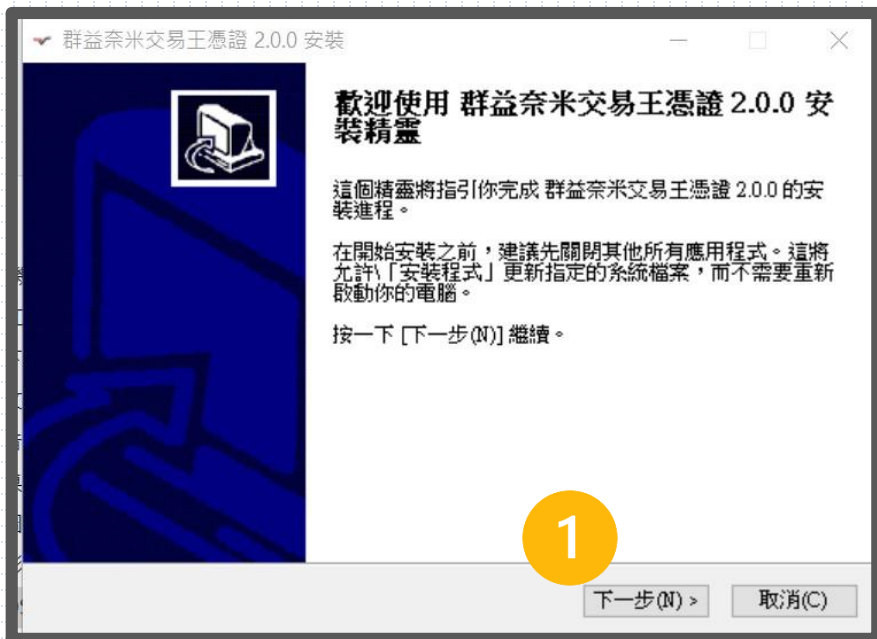 群益奈米交易王憑證 2.0.0 安裝
歡迎使用 群益奈米交易王憑證 2.0.0 安
裝精靈
這個精靈將指引你完成 群益奈米交易王憑證 2.0.0 的安
裝進程。
在開始安裝之前，建議先關閉其他所有應用程式。這將
允許\「安裝程式」更新指定的系統檔案，而不需要重新
啟動你的電腦。
按一下 [下一步(N)] 繼續。
1
下一步(N) >
取消(C)